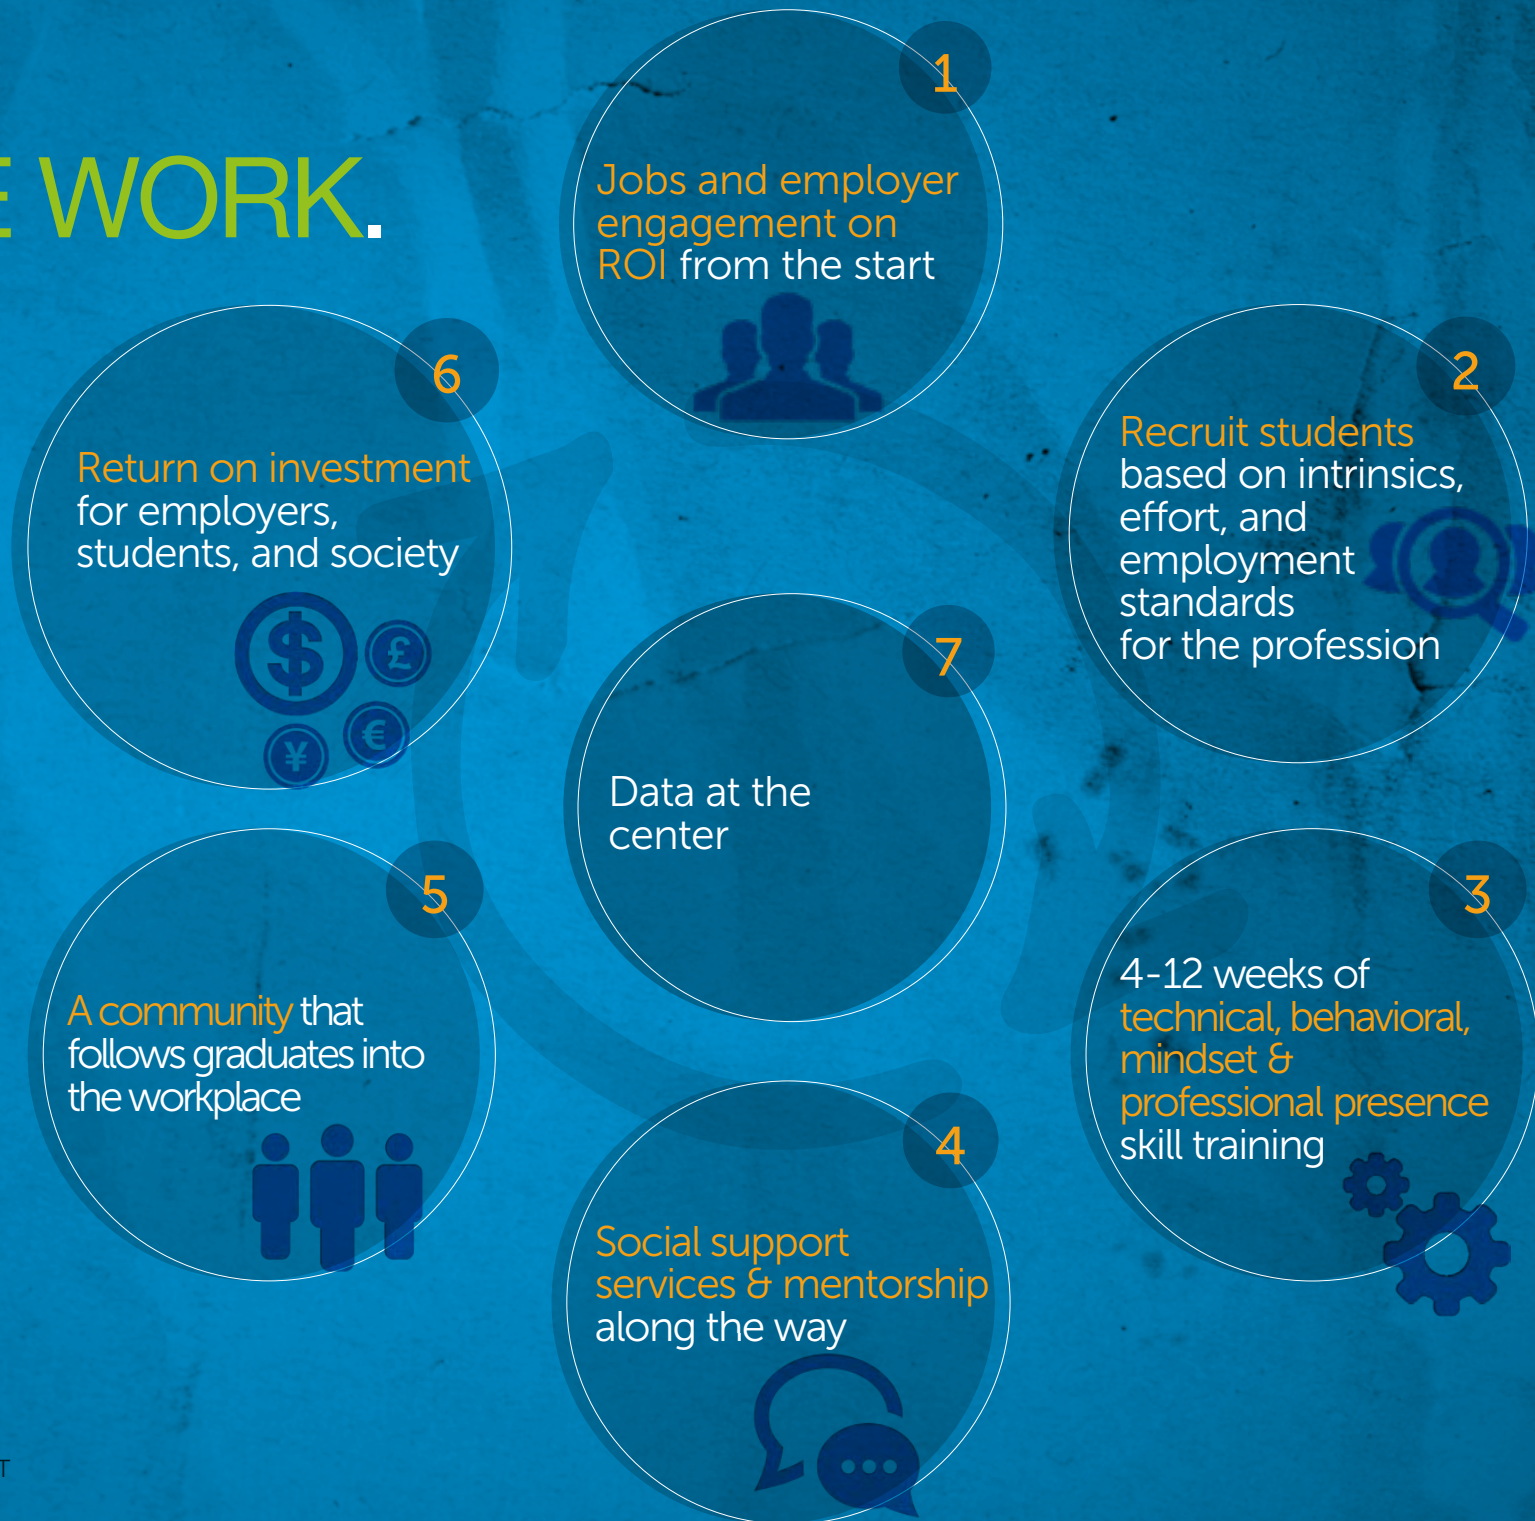 E WORK.
1
Jobs and employer
engagement on
ROI from the start
2
Recruit students
based on intrinsics,
effort, and
employment
standards
for the profession
3
4-12 weeks of
technical, behavioral,
mindset &
professional presence
skill training
4
Social support
services & mentorship
along the way
5
A community that
follows graduates into
the workplace
6
Return on investment
for employers,
students, and society
$
£
¥
€
7
Data at the
center
T